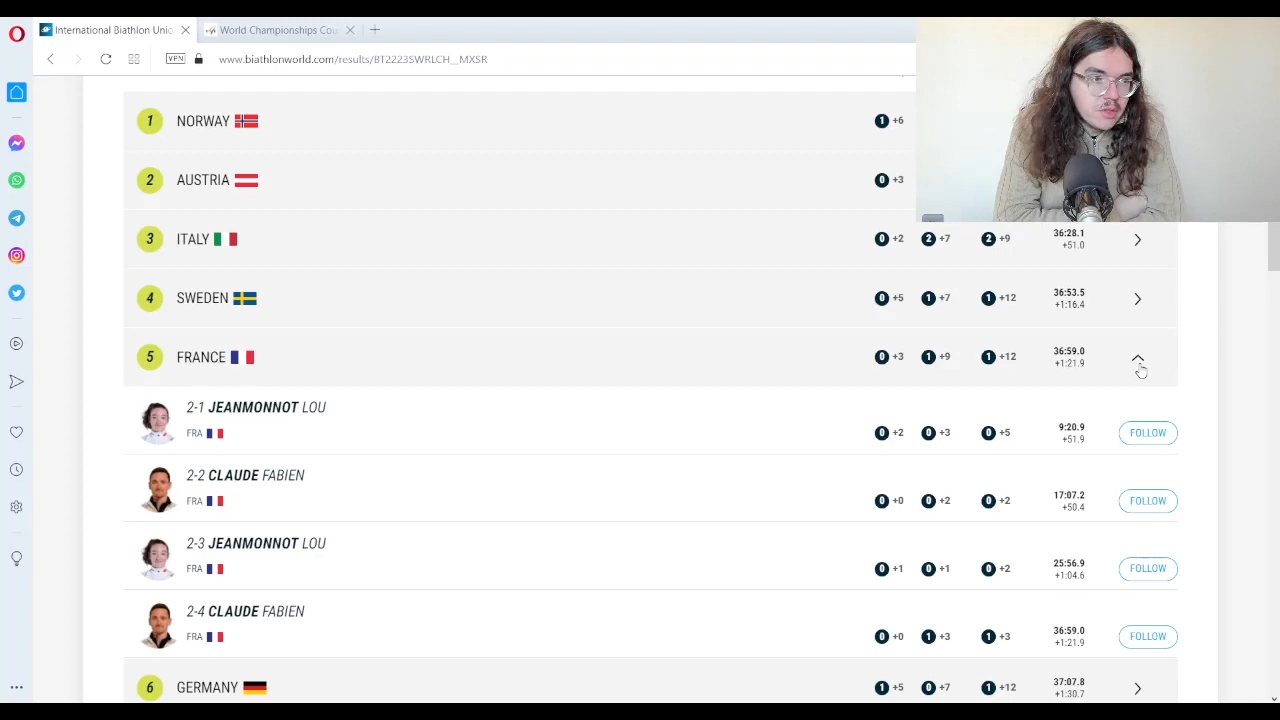 International Biathlon Unio
World Championships Cou
VPN
www.biathlonworld.com/results/BT2223SWRLCH__MXSR
1 NORWAY 1 +6
2 AUSTRIA 0 +3
3 ITALY 0 +2 2 +7 2 +9 36:28.1
+51.0
4 SWEDEN 0 +5 1 +7 1 +12 36:53.5
+1:16.4
5 FRANCE 0 +3 1 +9 1 +12 36:59.0
+1:21.9
2-1 JEANMONNOT LOU
FRA 0 +2 0 +3 0 +5 9:20.9
+51.9
FOLLOW
2-2 CLAUDE FABIEN
FRA 0 +0 0 +2 0 +2 17:07.2
+50.4
FOLLOW
2-3 JEANMONNOT LOU
FRA 0 +1 0 +1 0 +2 25:56.9
+1:04.6
FOLLOW
2-4 CLAUDE FABIEN
FRA 0 +0 1 +3 1 +3 36:59.0
+1:21.9
FOLLOW
6 GERMANY 1 +5 0 +7 1 +12 37:07.8
+1:30.7